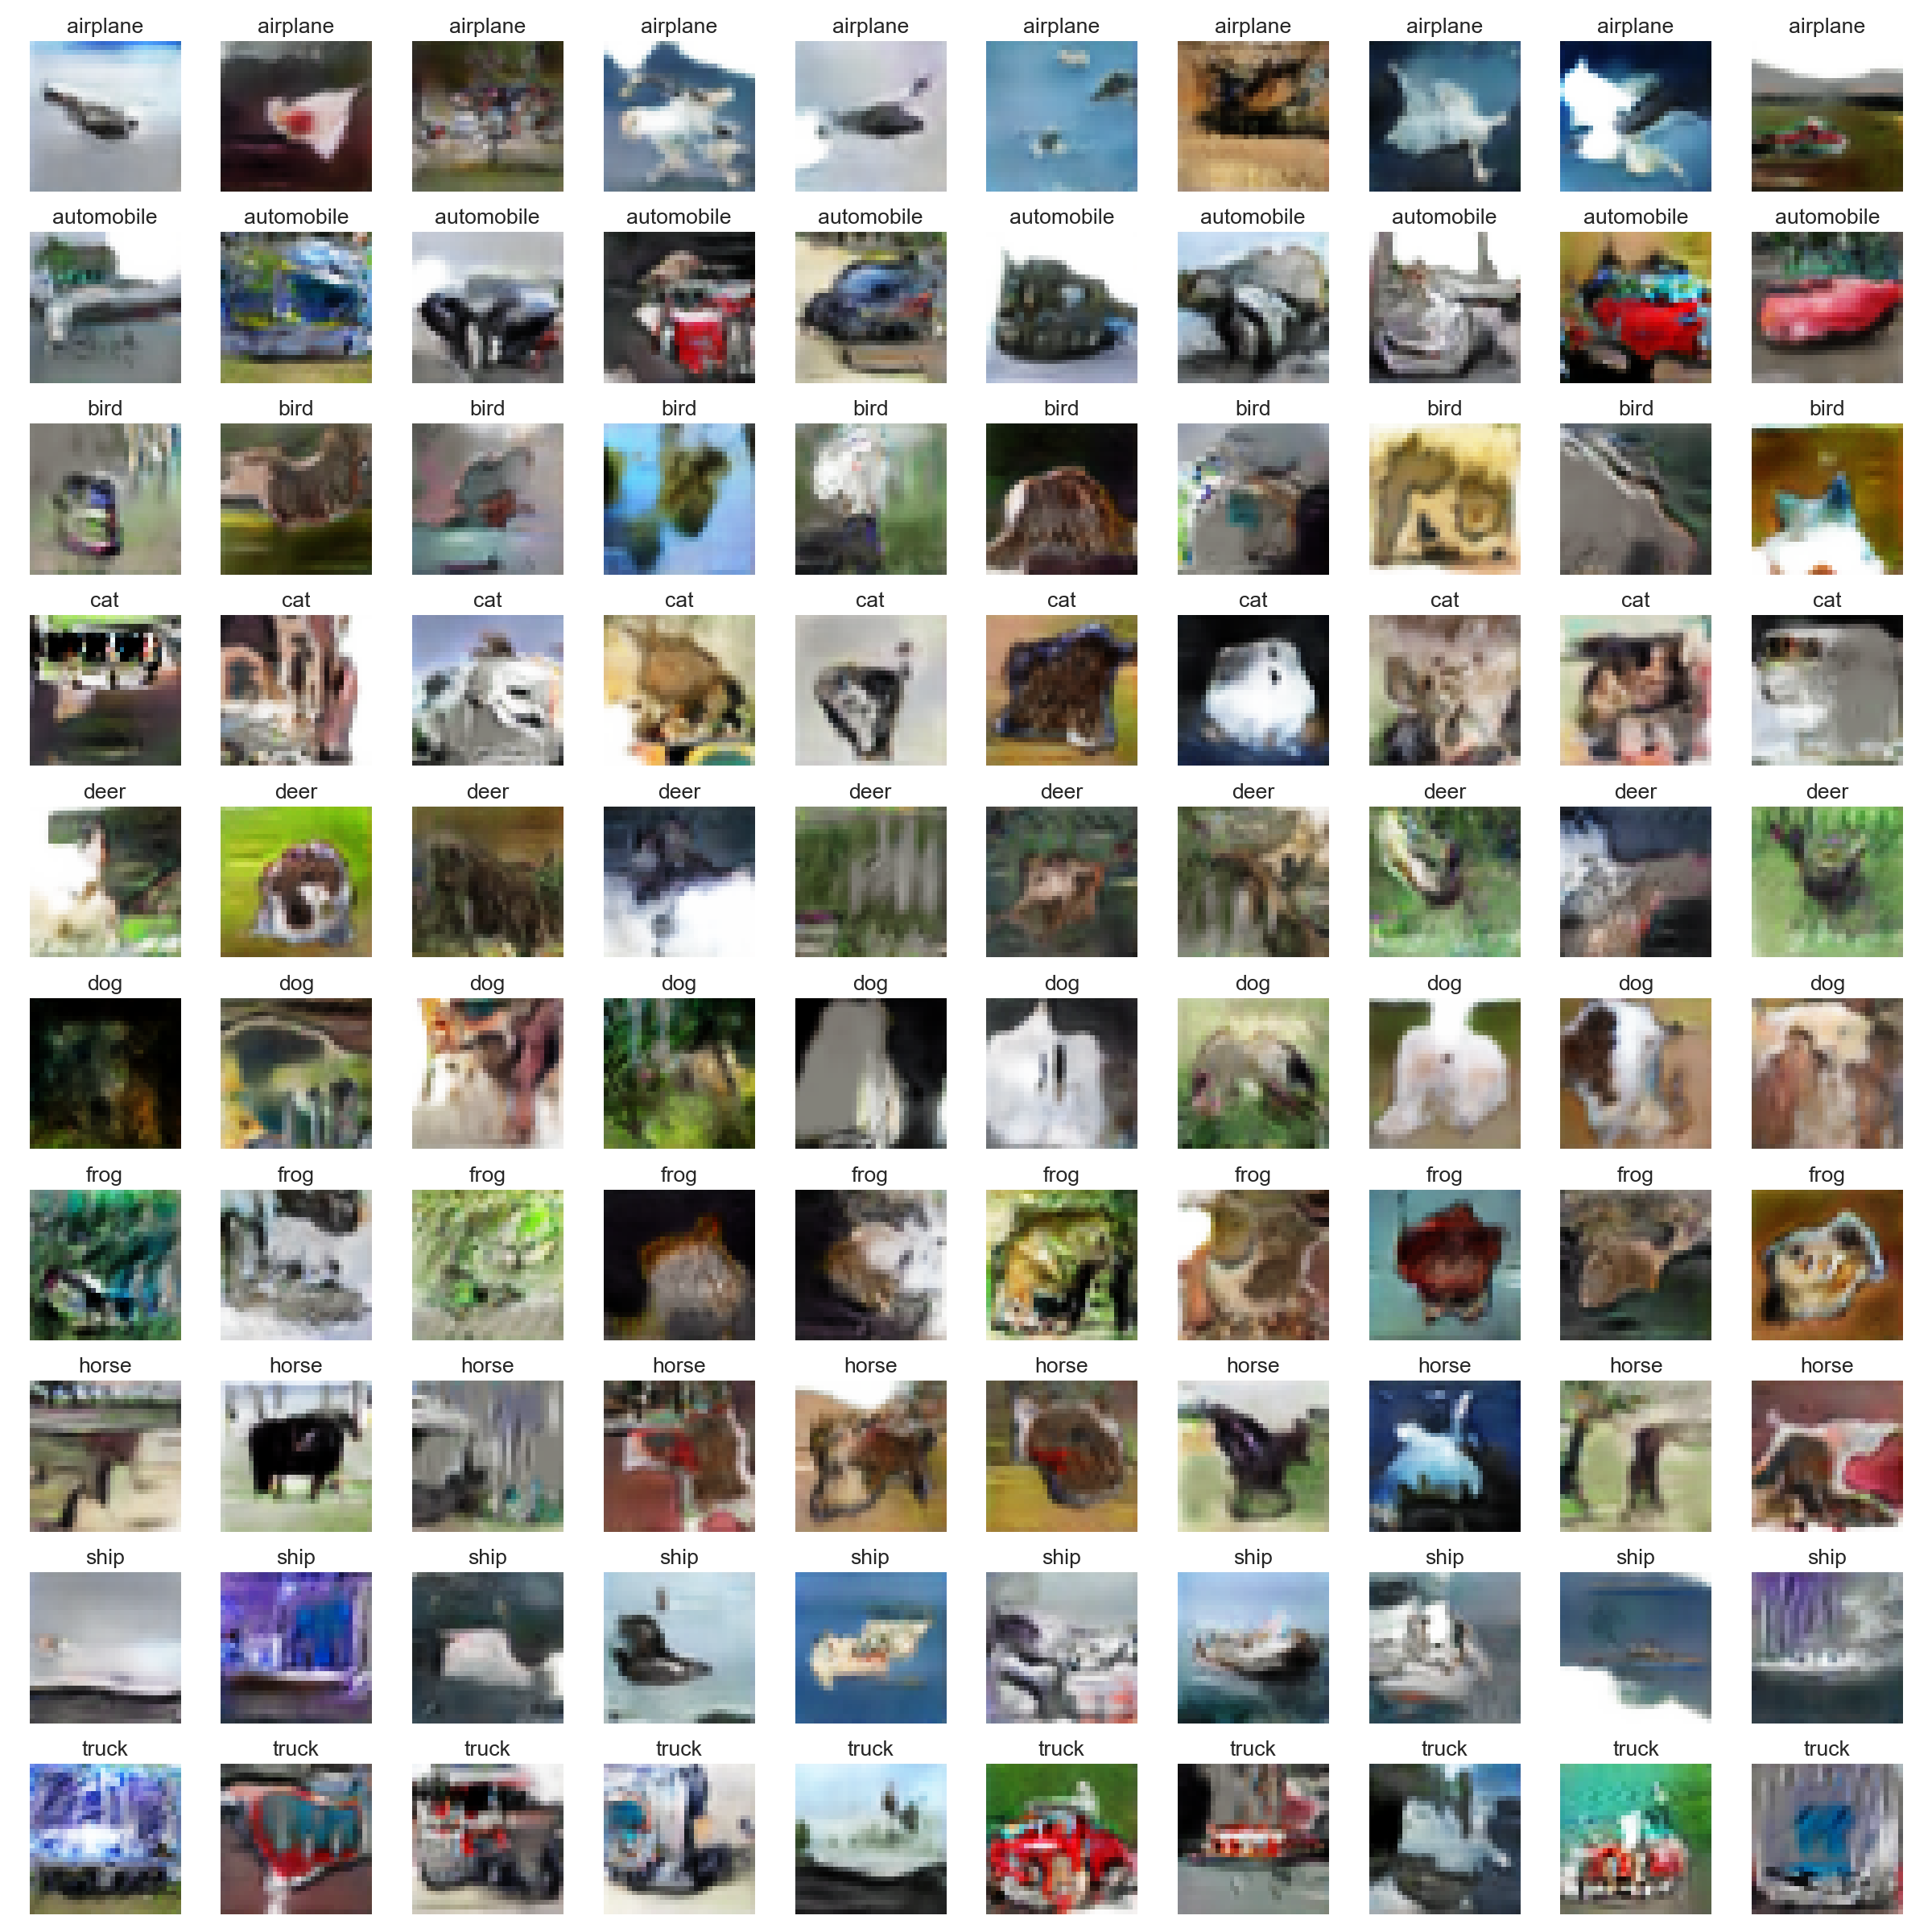 airplane airplane airplane airplane airplane airplane airplane airplane airplane airplane
automobile automobile automobile automobile automobile automobile automobile automobile automobile automobile
bird bird bird bird bird bird bird bird bird bird
cat cat cat cat cat cat cat cat cat cat
deer deer deer deer deer deer deer deer deer deer
dog dog dog dog dog dog dog dog dog dog
frog frog frog frog frog frog frog frog frog frog
horse horse horse horse horse horse horse horse horse horse
ship ship ship ship ship ship ship ship ship ship
truck truck truck truck truck truck truck truck truck truck